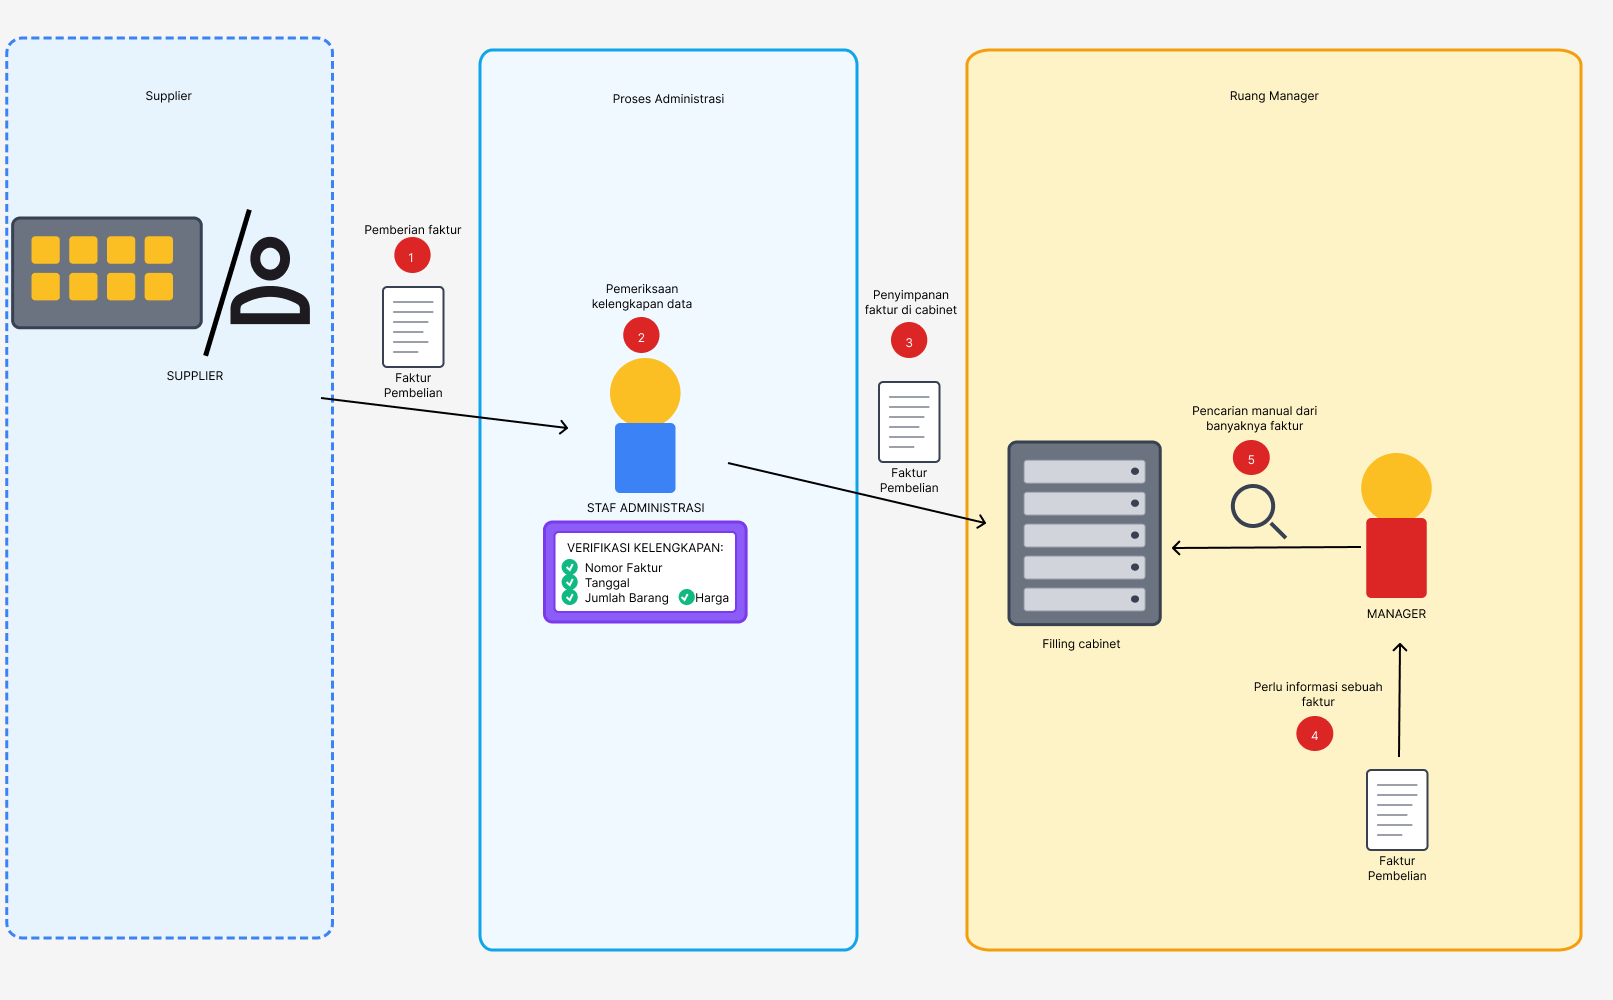 Supplier
SUPPLIER
Pemberian faktur
1
Faktur
Pembelian
Proses Administrasi
Pemeriksaan
kelengkapan data
2
STAF ADMINISTRASI
VERIFIKASI KELENGKAPAN:
Nomor Faktur
Tanggal
Jumlah Barang Harga
Penyimpanan
faktur di cabinet
3
Faktur
Pembelian
Ruang Manager
Filling cabinet
Pencarian manual dari
banyaknya faktur
5
MANAGER
Perlu informasi sebuah
faktur
4
Faktur
Pembelian